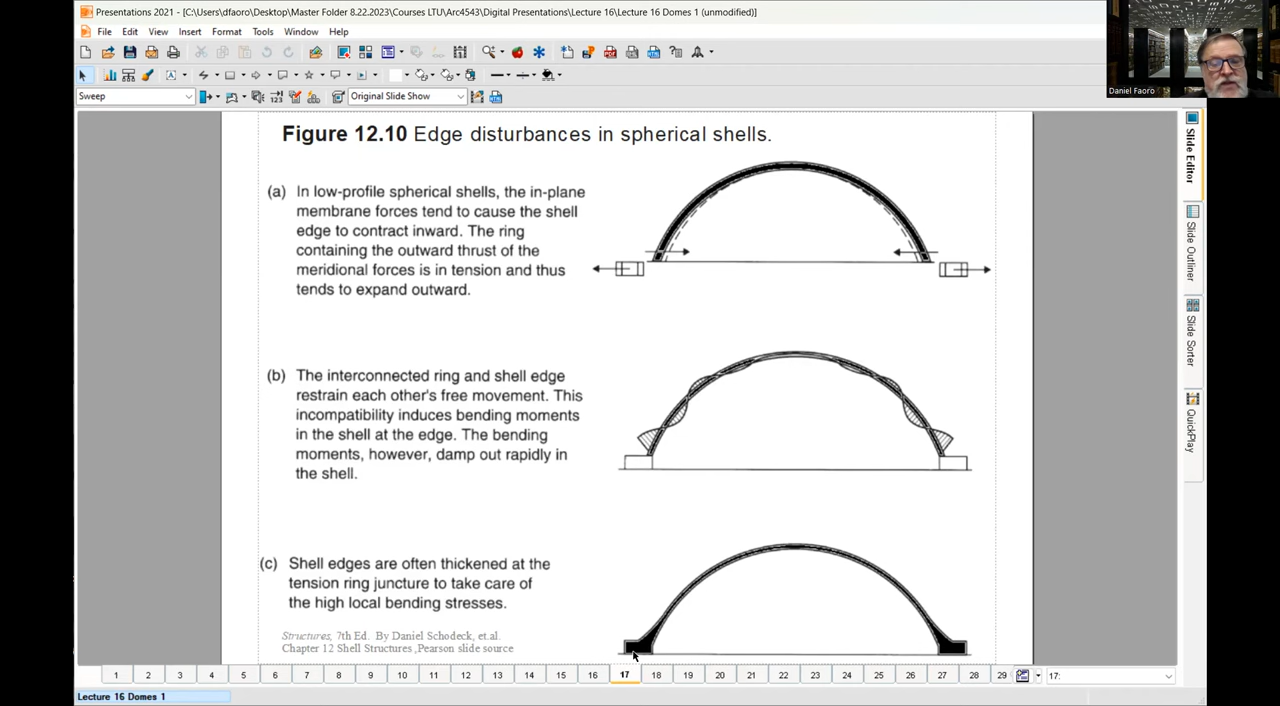 Presentations 2021 - [C:\Users\dfaoro\Desktop\Master Folder 8.22.2023\Courses LTU\Arc4543\Digital Presentations\Lecture 16\Lecture 16 Domes 1 (unmodified)]
File Edit View Insert Format Tools Window Help
Sweep
Original Slide Show
Daniel Faoro
Figure 12.10 Edge disturbances in spherical shells.
(a) In low-profile spherical shells, the in-plane
membrane forces tend to cause the shell
edge to contract inward. The ring
containing the outward thrust of the
meridional forces is in tension and thus
tends to expand outward.
(b) The interconnected ring and shell edge
restrain each other's free movement. This
incompatibility induces bending moments
in the shell at the edge. The bending
moments, however, damp out rapidly in
the shell.
(c) Shell edges are often thickened at the
tension ring juncture to take care of
the high local bending stresses.
Structures, 7th Ed. By Daniel Schodeck, et.al.
Chapter 12 Shell Structures ,Pearson slide source
Slide Editor
Slide Outliner
Slide Sorter
QuickPlay
1 2 3 4 5 6 7 8 9 10 11 12 13 14 15 16 17 18 19 20 21 22 23 24 25 26 27 28 29 17:
Lecture 16 Domes 1